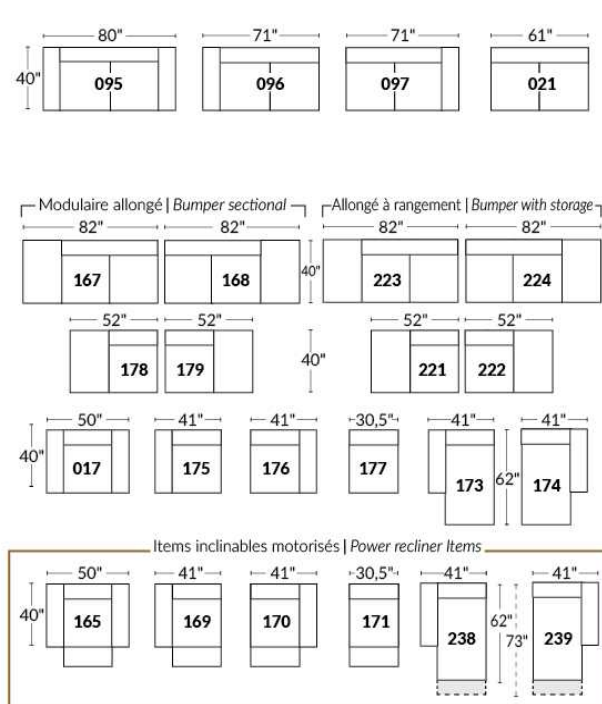 80" 71" 71" 61"
40" 095 096 097 021
Modulaire allongé | Bumper sectional Allongé à rangement | Bumper with storage
82" 82" 82" 82"
167 168 40" 223 224
52" 52" 52" 52"
178 179 40" 221 222
50" 41" 41" 30,5" 41" 41"
40" 017 175 176 177 173 62" 174
Items inclinables motorisés | Power recliner Items
50" 41" 41" 30,5" 41" 41"
40" 165 169 170 171 238 62" 73" 239